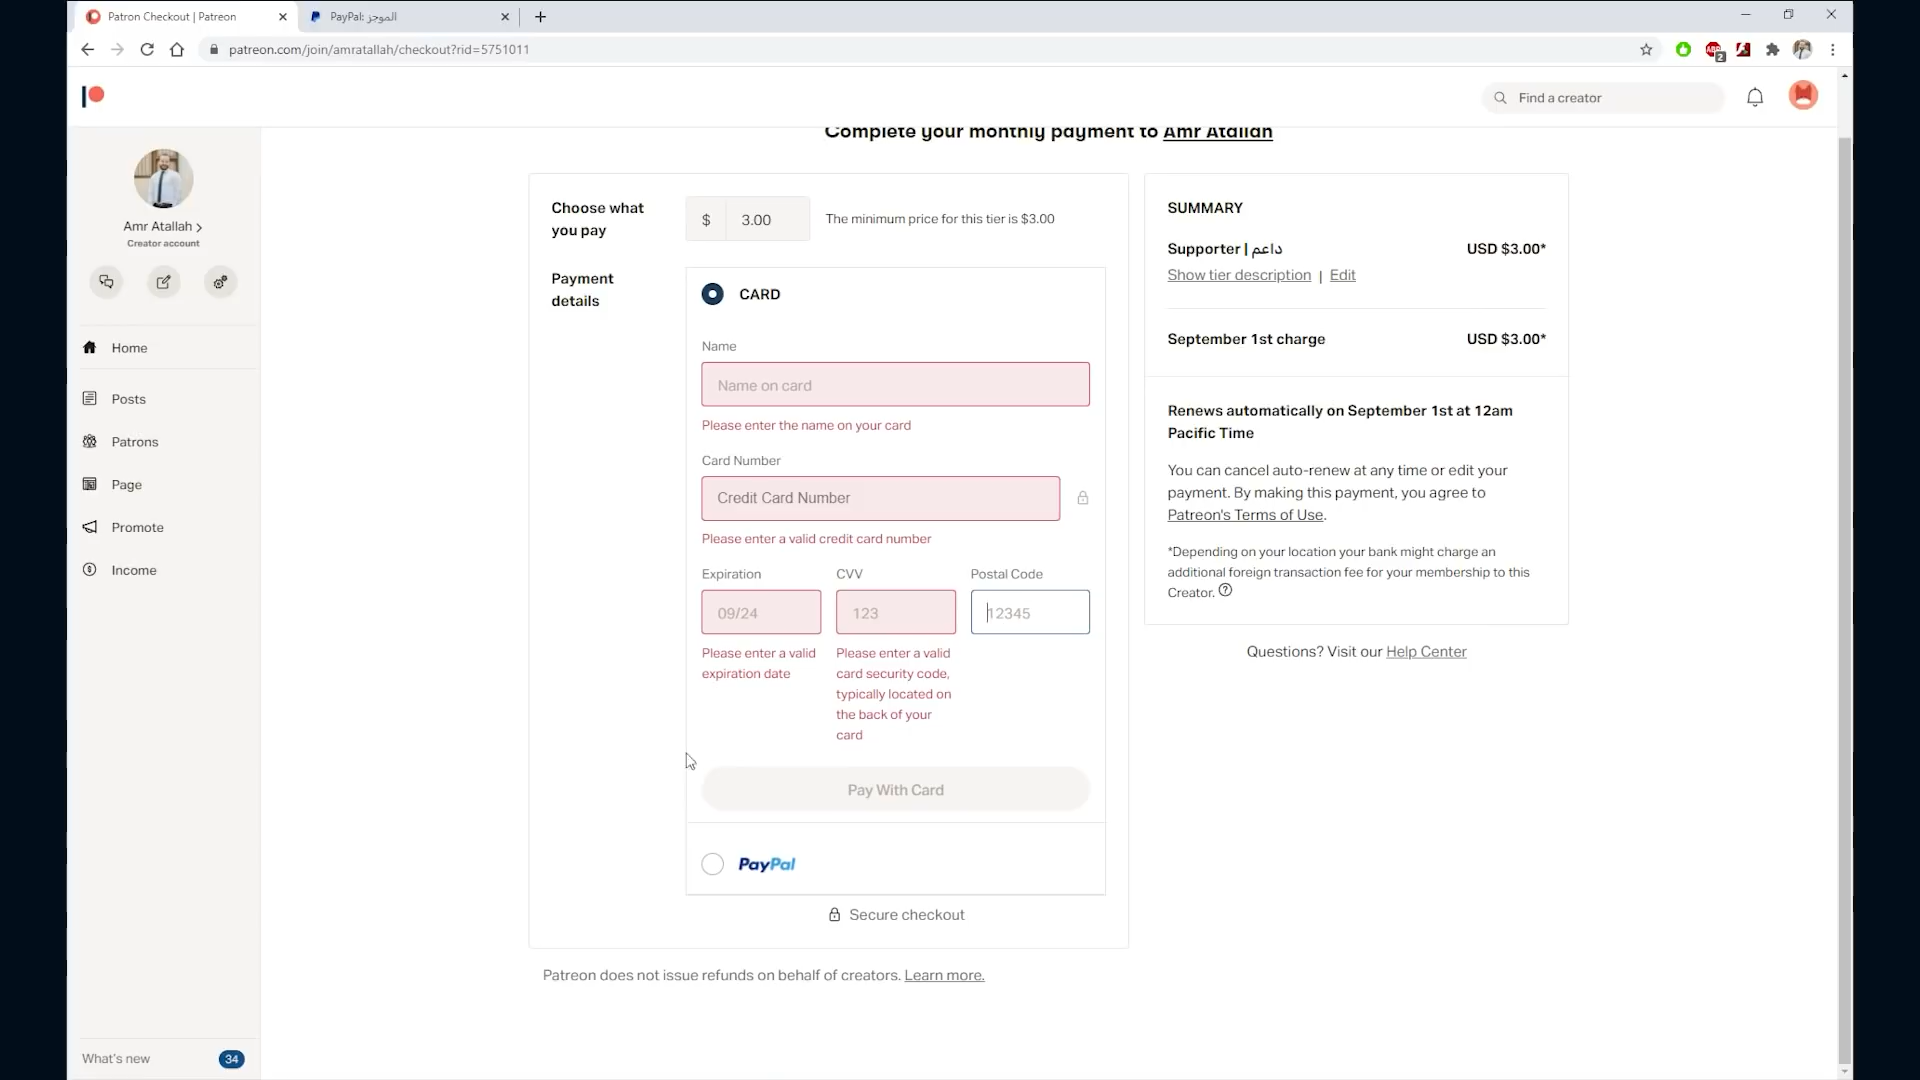 Patron Checkout | Patreon
PayPal: الموجز
patreon.com/join/amratallah/checkout?rid=5751011
ABP
2
Find a creator
Complete your monthly payment to Amr Atallah
Amr Atallah
Creator account
Home
Posts
Patrons
Page
Promote
Income
What's new
34
Choose what
you pay
$ 3.00
The minimum price for this tier is $3.00
Payment
details
CARD
Name
Name on card
Please enter the name on your card
Card Number
Credit Card Number
Please enter a valid credit card number
Expiration
CVV
Postal Code
09/24
123
12345
Please enter a valid
expiration date
Please enter a valid
card security code,
typically located on
the back of your
card
Pay With Card
PayPal
Secure checkout
Patreon does not issue refunds on behalf of creators. Learn more.
SUMMARY
Supporter | داعم
USD $3.00*
Show tier description | Edit
September 1st charge
USD $3.00*
Renews automatically on September 1st at 12am
Pacific Time
You can cancel auto-renew at any time or edit your
payment. By making this payment, you agree to
Patreon's Terms of Use.
*Depending on your location your bank might charge an
additional foreign transaction fee for your membership to this
Creator.
Questions? Visit our Help Center